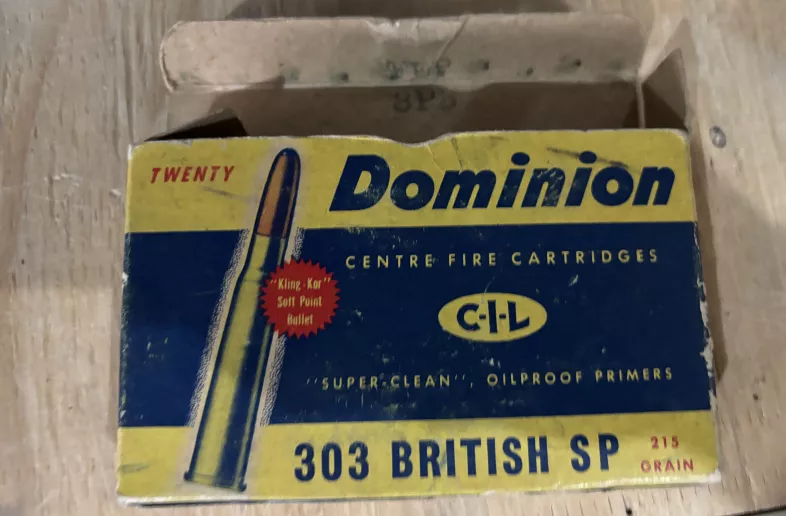 TWENTY
Dominion
CENTRE FIRE CARTRIDGES
"Kling-Kor"
Soft Point
Bullet
C-I-L
"SUPER-CLEAN", OILPROOF PRIMERS
303 BRITISH SP
215
GRAIN